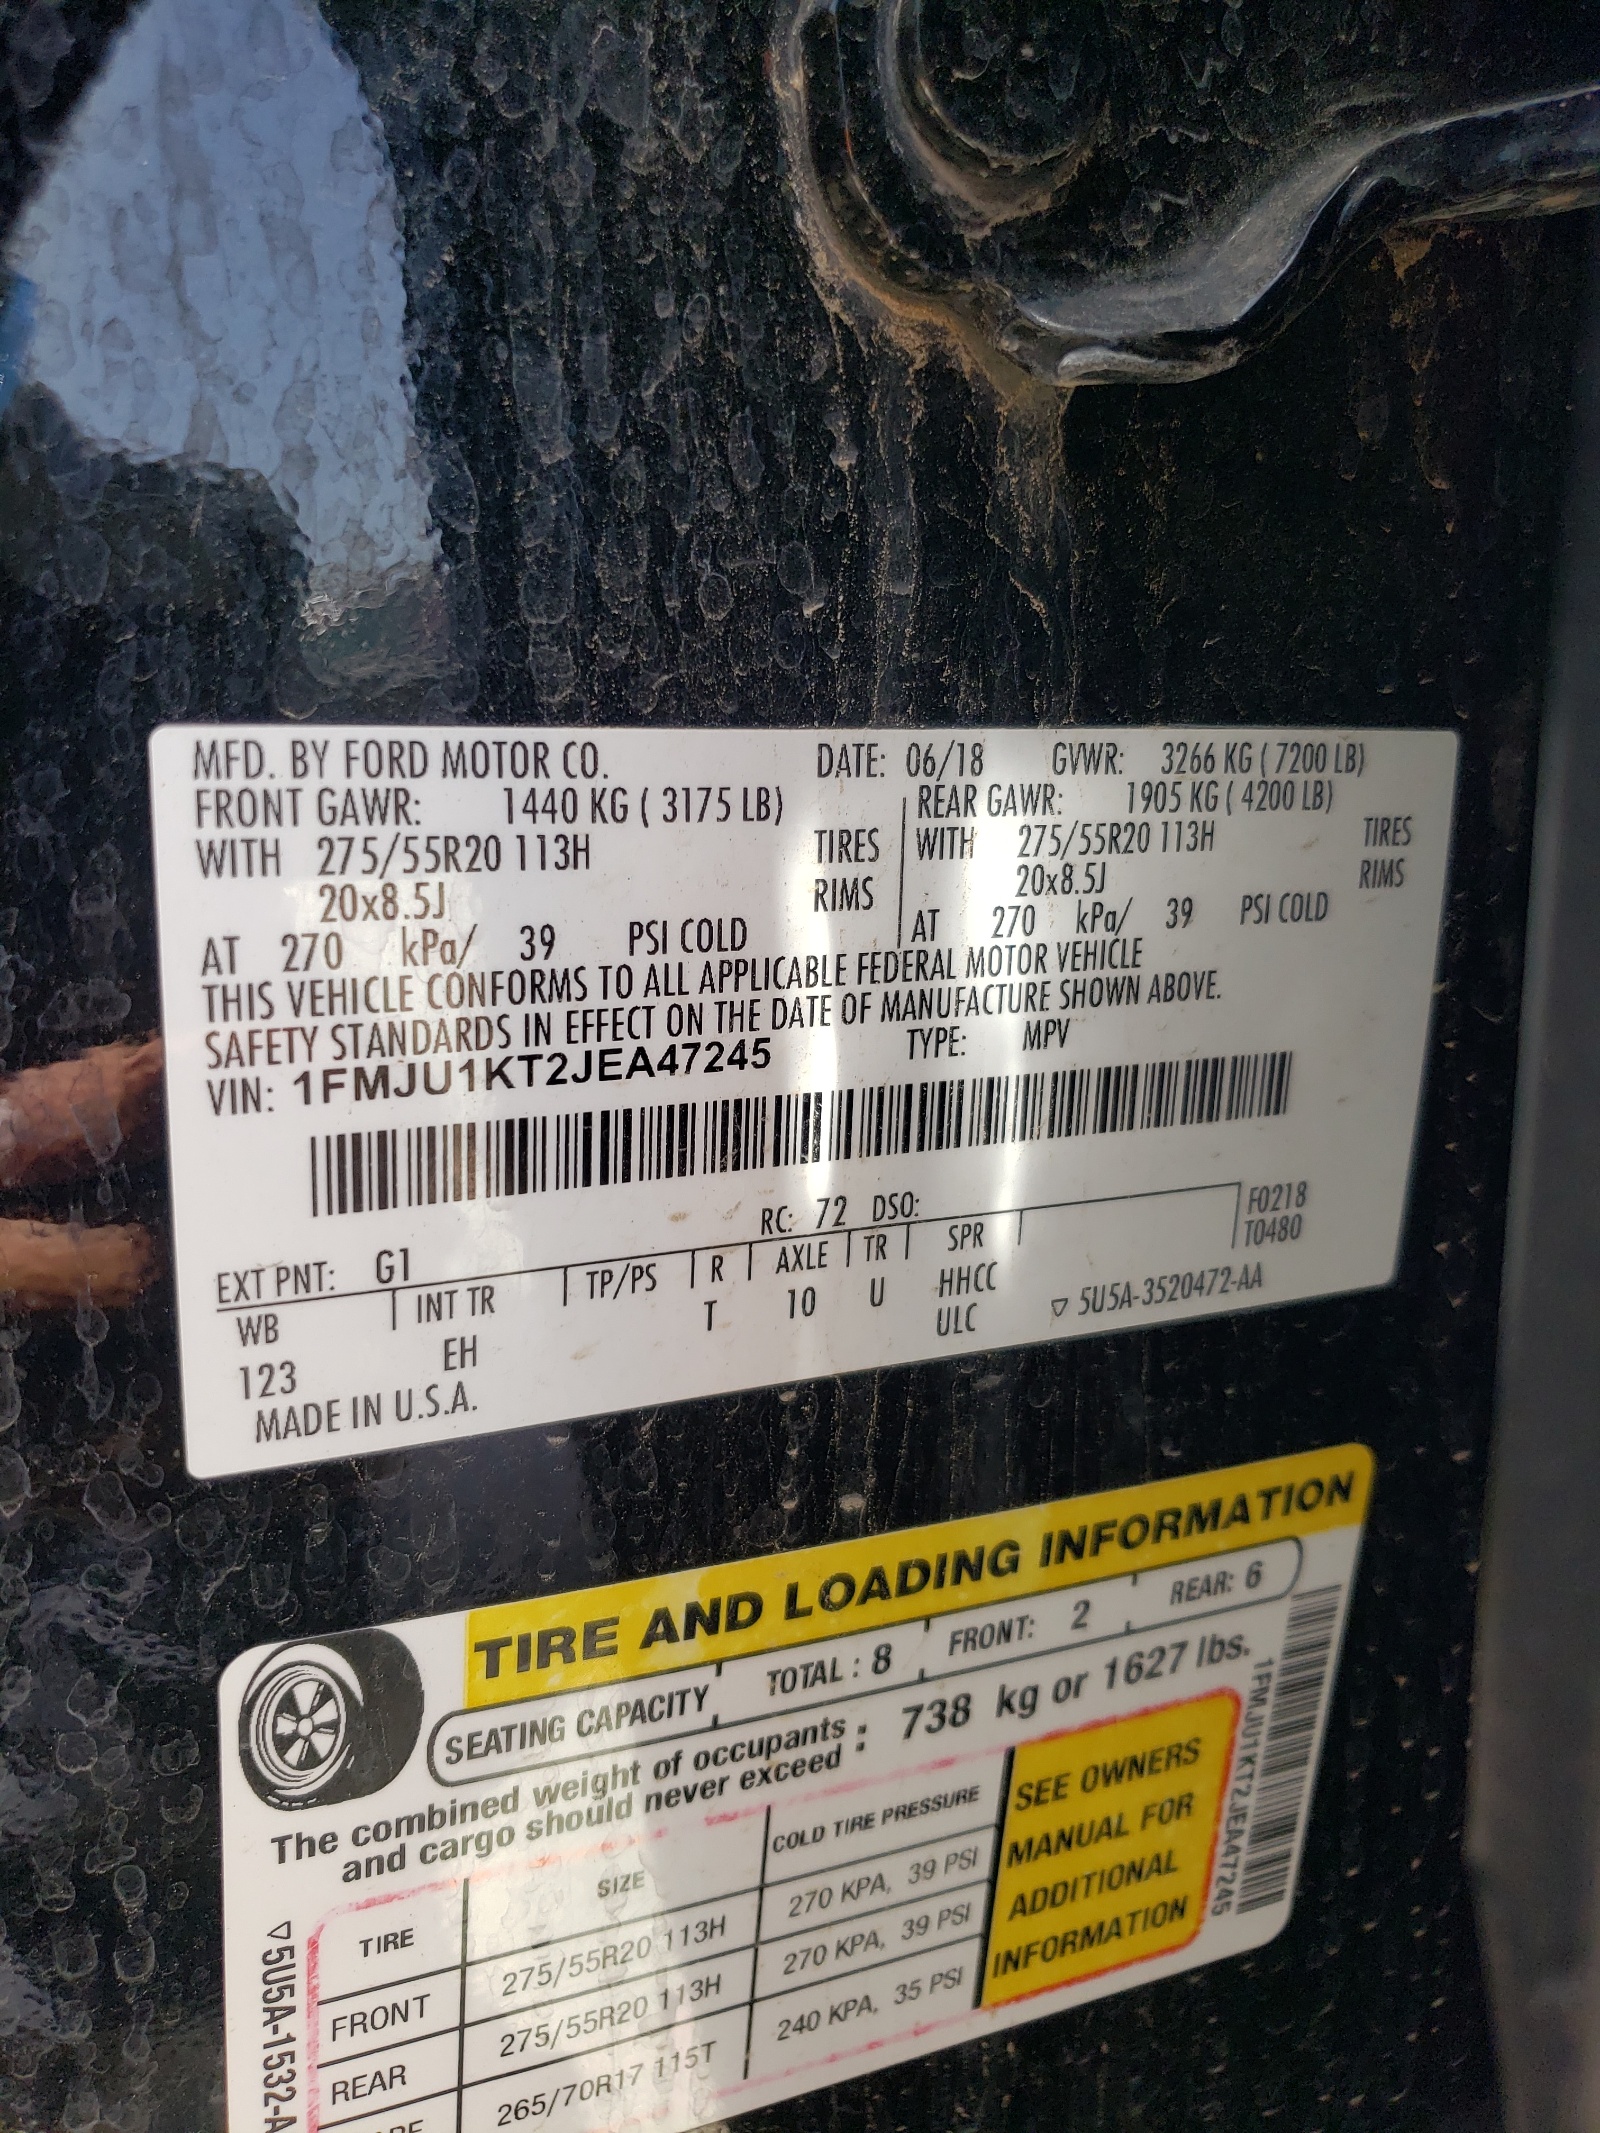 MFD. BY FORD MOTOR CO. DATE: 06/18 GVWR: 3266 KG ( 7200 LB)
FRONT GAWR: 1440 KG ( 3175 LB) REAR GAWR: 1905 KG ( 4200 LB)
WITH 275/55R20 113H TIRES WITH 275/55R20 113H TIRES
20x8.5J RIMS 20x8.5J RIMS
AT 270 kPa/ 39 PSI COLD AT 270 kPa/ 39 PSI COLD
THIS VEHICLE CONFORMS TO ALL APPLICABLE FEDERAL MOTOR VEHICLE
SAFETY STANDARDS IN EFFECT ON THE DATE OF MANUFACTURE SHOWN ABOVE.
VIN: 1FMJU1KT2JEA47245 TYPE: MPV
RC: 72 DSO: F0218
EXT PNT: G1 T0480
WB INT TR TP/PS R AXLE TR SPR
123 EH T 10 U HHCC
ULC ▽ 5U5A-3520472-AA
MADE IN U.S.A.
TIRE AND LOADING INFORMATION
SEATING CAPACITY TOTAL : 8 FRONT: 2 REAR: 6
The combined weight of occupants
and cargo should never exceed : 738 kg or 1627 lbs.
TIRE SIZE COLD TIRE PRESSURE
FRONT 275/55R20 113H 270 KPA, 39 PSI
REAR 275/55R20 113H 270 KPA, 39 PSI
265/70R17 115T 240 KPA, 35 PSI
SEE OWNERS
MANUAL FOR
ADDITIONAL
INFORMATION
1FMJU1KT2JEA47245
▽5U5A-1532-A